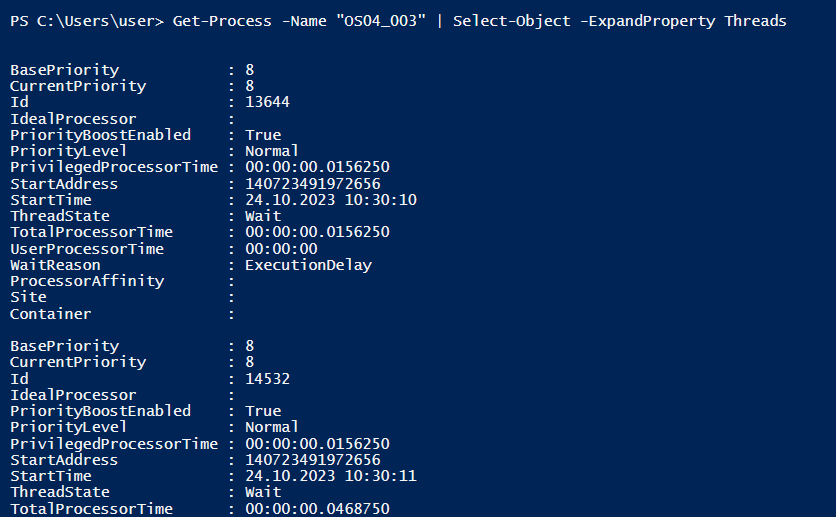 PS C:\Users\user> Get-Process -Name "OS04_003" | Select-Object -ExpandProperty Threads
BasePriority : 8
CurrentPriority : 8
Id : 13644
IdealProcessor :
PriorityBoostEnabled : True
PriorityLevel : Normal
PrivilegedProcessorTime : 00:00:00.0156250
StartAddress : 140723491972656
StartTime : 24.10.2023 10:30:10
ThreadState : Wait
TotalProcessorTime : 00:00:00.0156250
UserProcessorTime : 00:00:00
WaitReason : ExecutionDelay
ProcessorAffinity :
Site :
Container :
BasePriority : 8
CurrentPriority : 8
Id : 14532
IdealProcessor :
PriorityBoostEnabled : True
PriorityLevel : Normal
PrivilegedProcessorTime : 00:00:00.0156250
StartAddress : 140723491972656
StartTime : 24.10.2023 10:30:11
ThreadState : Wait
TotalProcessorTime : 00:00:00.0468750